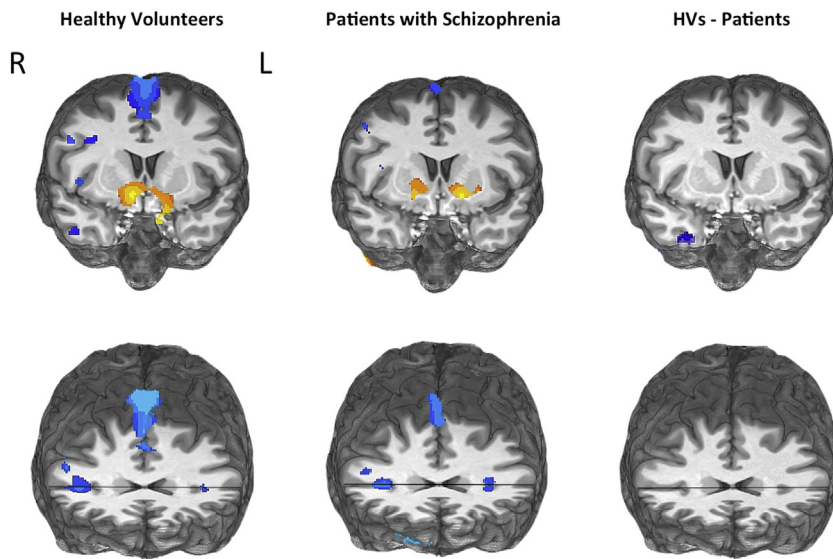 Healthy Volunteers
Patients with Schizophrenia
HVs - Patients
R
L